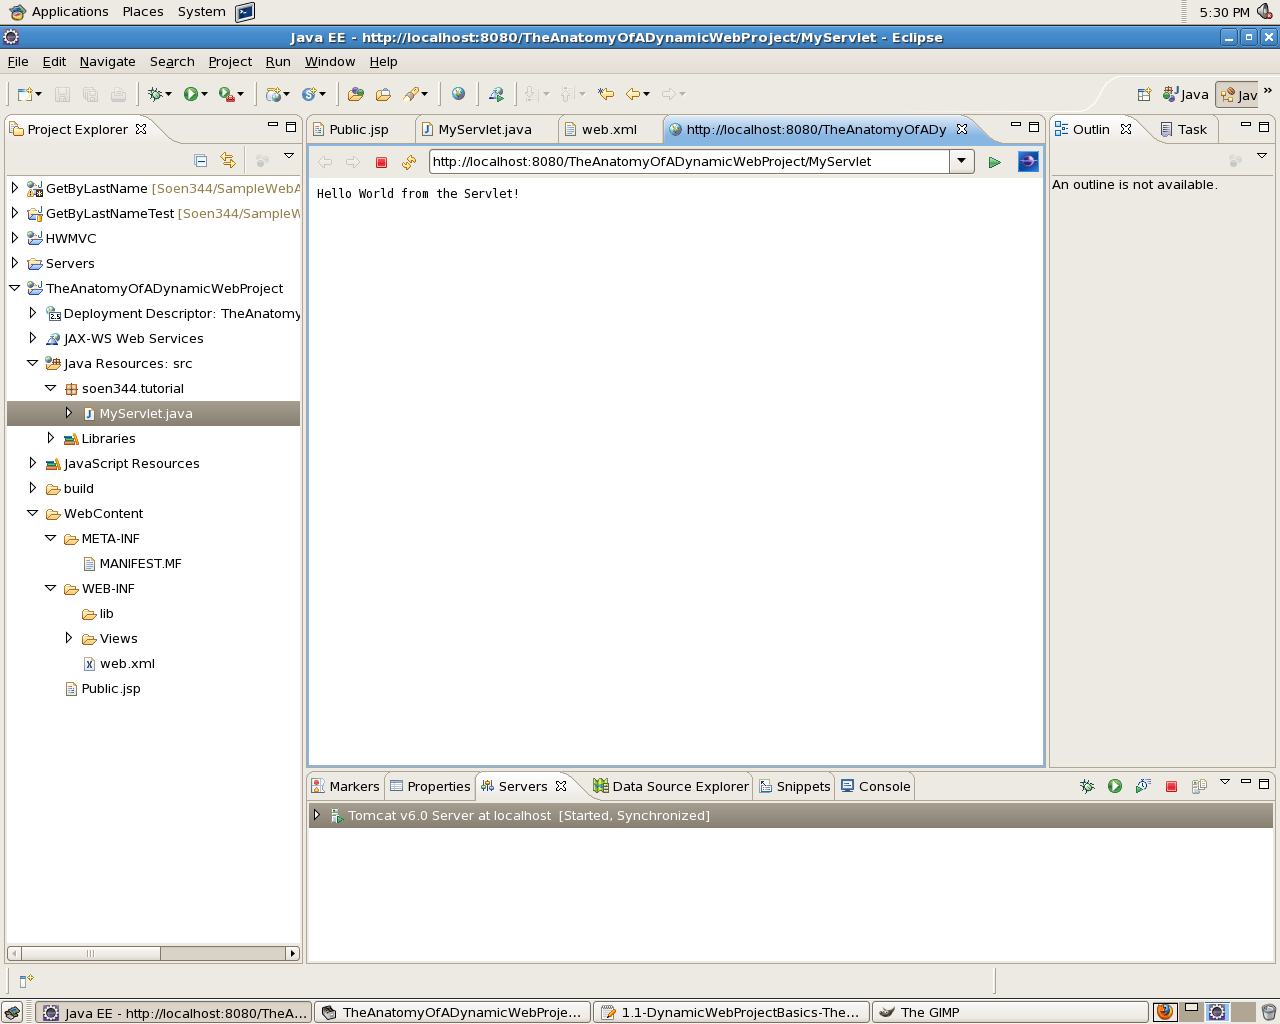 Applications Places System 5:30 PM
Java EE - http://localhost:8080/TheAnatomyOfADynamicWebProject/MyServlet - Eclipse
File Edit Navigate Search Project Run Window Help
Java Jav »
Project Explorer
GetByLastName [Soen344/SampleWebA
GetByLastNameTest [Soen344/SampleW
HWMVC
Servers
TheAnatomyOfADynamicWebProject
Deployment Descriptor: TheAnatomy
JAX-WS Web Services
Java Resources: src
soen344.tutorial
MyServlet.java
Libraries
JavaScript Resources
build
WebContent
META-INF
MANIFEST.MF
WEB-INF
lib
Views
web.xml
Public.jsp
Public.jsp MyServlet.java web.xml http://localhost:8080/TheAnatomyOfADy
http://localhost:8080/TheAnatomyOfADynamicWebProject/MyServlet
Hello World from the Servlet!
Outlin Task
An outline is not available.
Markers Properties Servers Data Source Explorer Snippets Console
Tomcat v6.0 Server at localhost [Started, Synchronized]
Java EE - http://localhost:8080/TheA... TheAnatomyOfADynamicWebProje... 1.1-DynamicWebProjectBasics-The... The GIMP